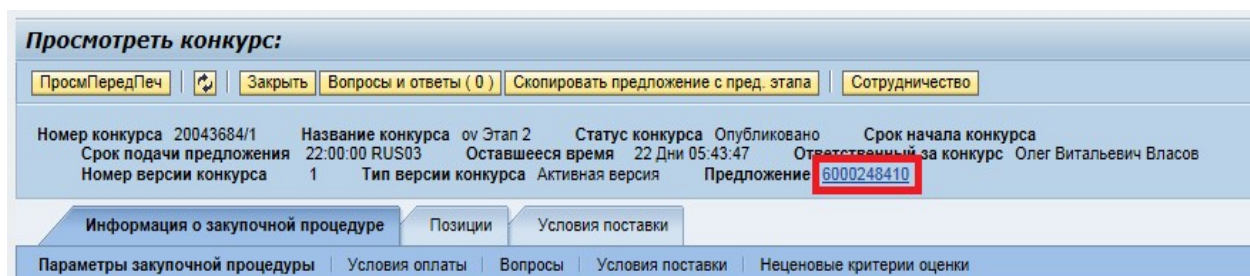 Просмотреть конкурс:
ПросмПередПеч Закрыть Вопросы и ответы ( 0 ) Скопировать предложение с пред. этапа Сотрудничество
Номер конкурса 20043684/1 Название конкурса ov Этап 2 Статус конкурса Опубликовано Срок начала конкурса
Срок подачи предложения 22:00:00 RUS03 Оставшееся время 22 Дни 05:43:47 Ответственный за конкурс Олег Витальевич Власов
Номер версии конкурса 1 Тип версии конкурса Активная версия Предложение 6000248410
Информация о закупочной процедуре Позиции Условия поставки
Параметры закупочной процедуры Условия оплаты Вопросы Условия поставки Неценовые критерии оценки